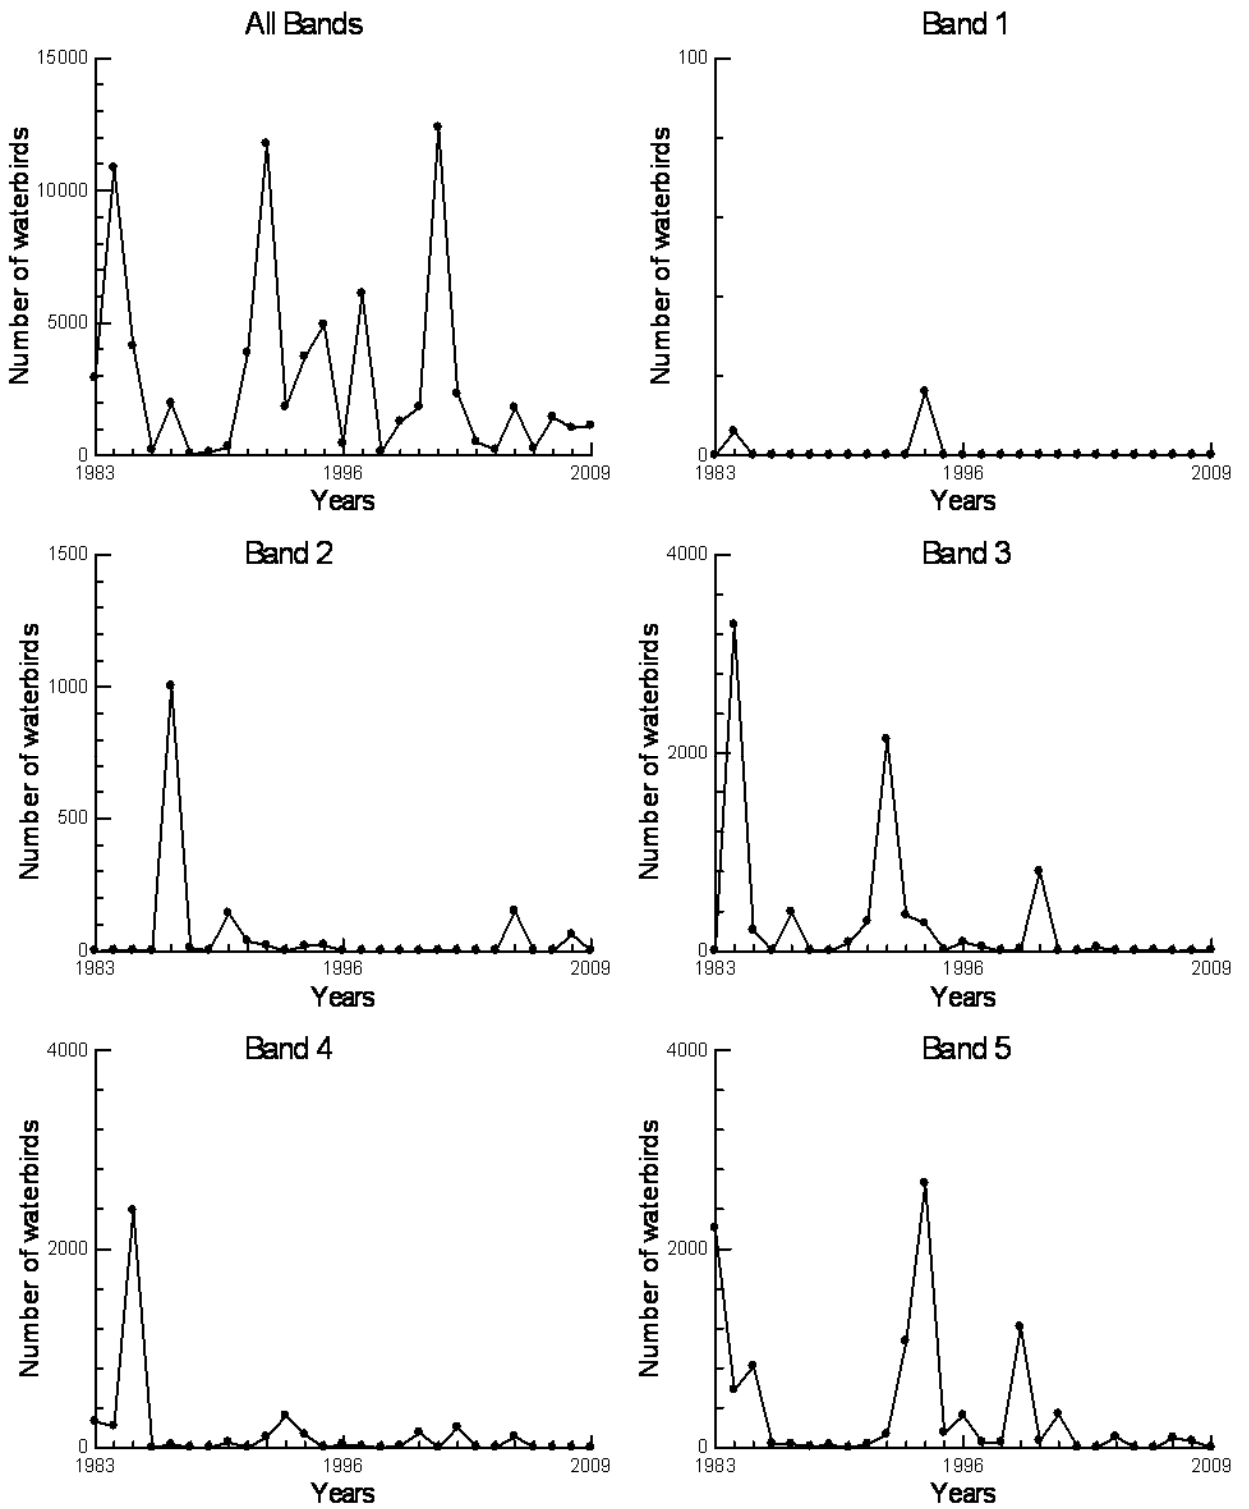 All Bands
15000
10000
5000
0
Number of waterbirds
1983
1996
2009
Years
Band 1
100
0
Number of waterbirds
1983
1996
2009
Years
Band 2
1500
1000
500
0
Number of waterbirds
1983
1996
2009
Years
Band 3
4000
2000
0
Number of waterbirds
1983
1996
2009
Years
Band 4
4000
2000
0
Number of waterbirds
1983
1996
2009
Years
Band 5
4000
2000
0
Number of waterbirds
1983
1996
2009
Years